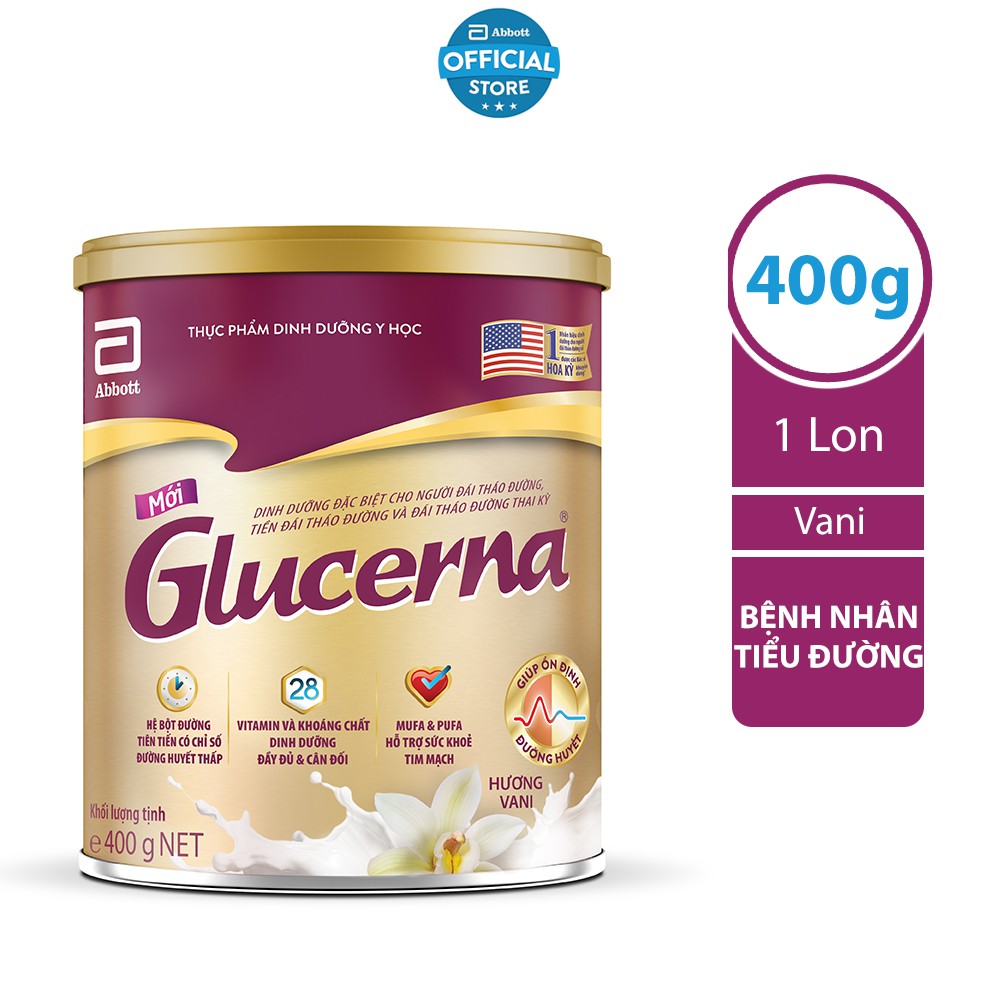 Abbott
OFFICIAL
STORE
400g
1 Lon
Vani
BỆNH NHÂN
TIỂU ĐƯỜNG
THỰC PHẨM DINH DƯỠNG Y HỌC
Abbott
1
HOA KỲ
Mới
DINH DƯỠNG ĐẶC BIỆT CHO NGƯỜI ĐÁI THÁO ĐƯỜNG,
TIỀN ĐÁI THÁO ĐƯỜNG VÀ ĐÁI THÁO ĐƯỜNG THAI KỲ
Glucerna®
HỆ BỘT ĐƯỜNG
TIÊN TIẾN CÓ CHỈ SỐ
ĐƯỜNG HUYẾT THẤP
28
VITAMIN VÀ KHOÁNG CHẤT
DINH DƯỠNG
ĐẦY ĐỦ & CÂN ĐỐI
MUFA & PUFA
HỖ TRỢ SỨC KHOẺ
TIM MẠCH
GIÚP ỔN ĐỊNH
ĐƯỜNG HUYẾT
HƯƠNG
VANI
Khối lượng tịnh
e 400 g NET